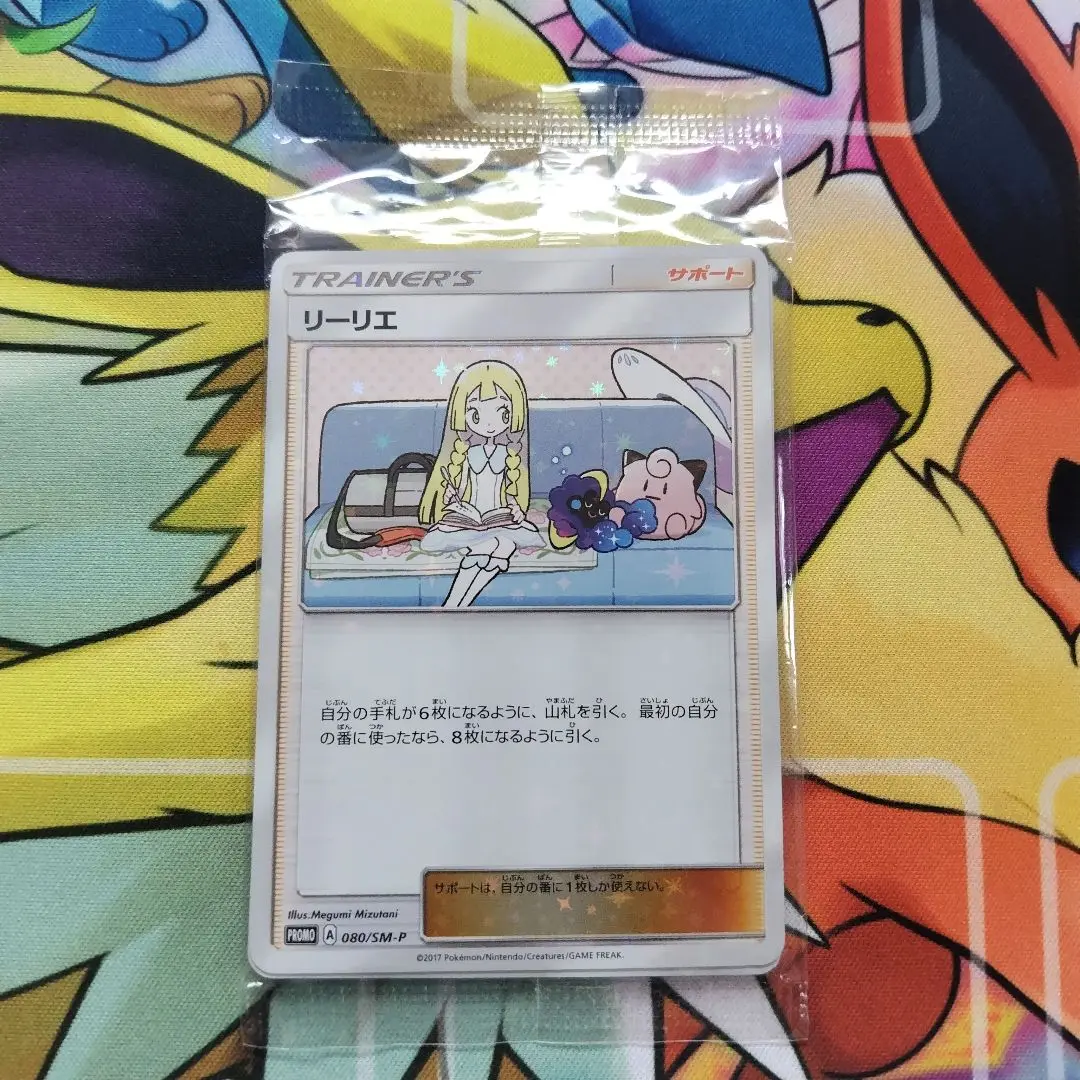 TRAINER'S サポート
リーリエ
自分の手札が6枚になるように、山札を引く。最初の自分
の番に使ったなら、8枚になるように引く。
サポートは、自分の番に1枚しか使えない。
Illus.Megumi Mizutani
PROMO A 080/SM-P
©2017 Pokémon/Nintendo/Creatures/GAME FREAK.